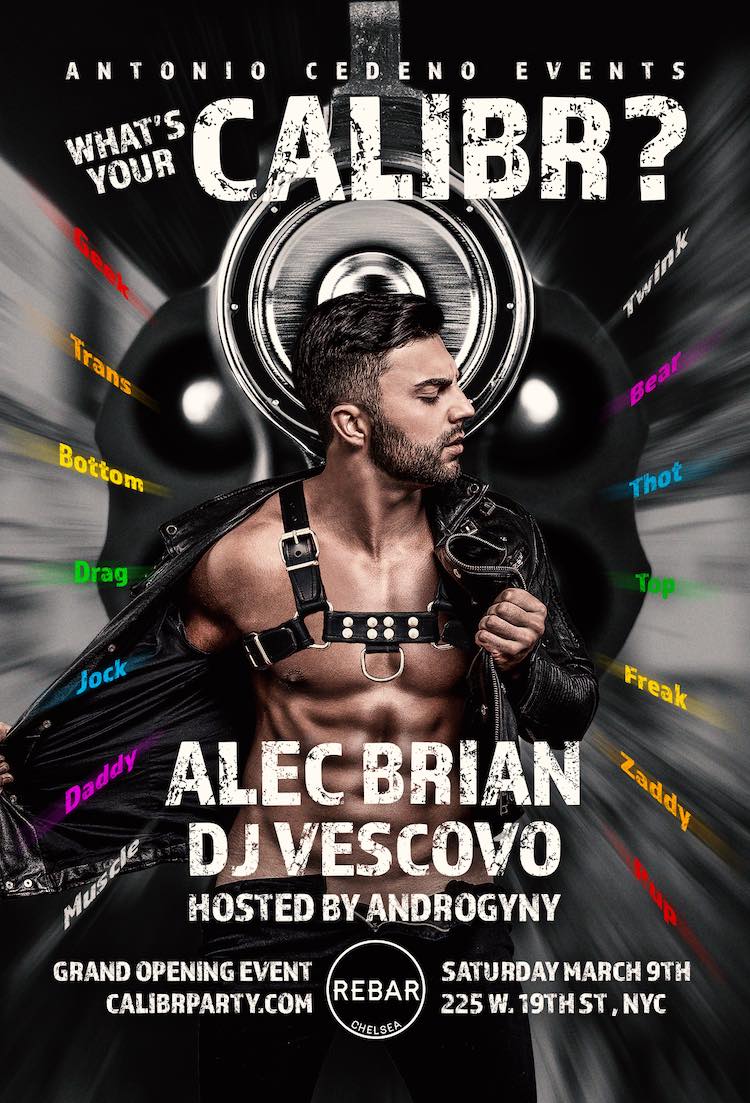 ANTONIO CEDENO EVENTS
WHAT'S
YOUR
CALIBR?
Geek
Trans
Bottom
Drag
Jock
Daddy
Muscle
Twink
Bear
Thot
Top
Freak
Zaddy
Pup
ALEC BRIAN
DJ VESCOVO
HOSTED BY ANDROGYNY
GRAND OPENING EVENT
CALIBRPARTY.COM
REBAR
CHELSEA
SATURDAY MARCH 9TH
225 W. 19TH ST, NYC